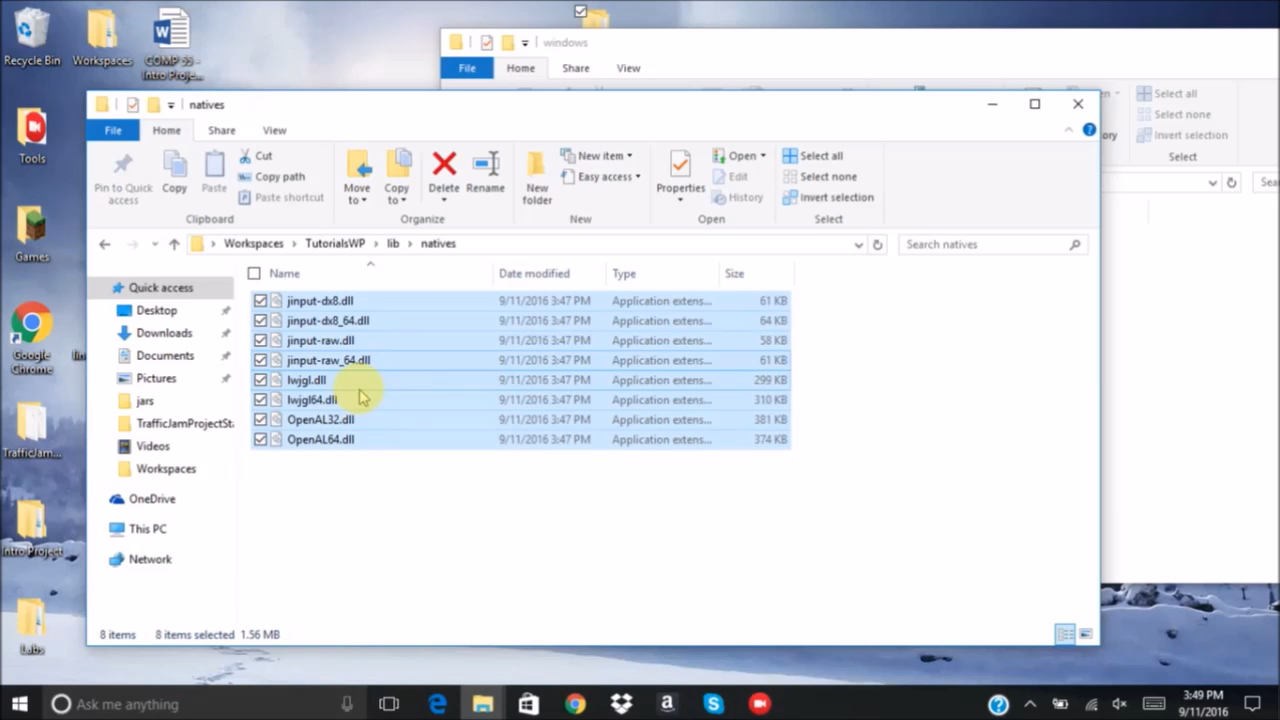 Recycle Bin
Workspaces
COMP 55 -
Intro Proje...
Tools
Games
Google
Chrome
TrafficJam...
Intro Project
Labs
windows
File
Home
Share
View
Select all
Select none
Invert selection
Select
natives
File
Home
Share
View
Pin to Quick
access
Copy
Paste
Cut
Copy path
Paste shortcut
Clipboard
Move
to
Copy
to
Delete
Rename
Organize
New
folder
New item
Easy access
New
Properties
Open
Edit
History
Open
Select all
Select none
Invert selection
Select
Workspaces > TutorialsWP > lib > natives
Search natives
Name Date modified Type Size
jinput-dx8.dll 9/11/2016 3:47 PM Application extens... 61 KB
jinput-dx8_64.dll 9/11/2016 3:47 PM Application extens... 64 KB
jinput-raw.dll 9/11/2016 3:47 PM Application extens... 58 KB
jinput-raw_64.dll 9/11/2016 3:47 PM Application extens... 61 KB
lwjgl.dll 9/11/2016 3:47 PM Application extens... 299 KB
lwjgl64.dll 9/11/2016 3:47 PM Application extens... 310 KB
OpenAL32.dll 9/11/2016 3:47 PM Application extens... 381 KB
OpenAL64.dll 9/11/2016 3:47 PM Application extens... 374 KB
Quick access
Desktop
Downloads
Documents
Pictures
jars
TrafficJamProjectSt
Videos
Workspaces
OneDrive
This PC
Network
8 items 8 items selected 1.56 MB
Ask me anything
3:49 PM
9/11/2016